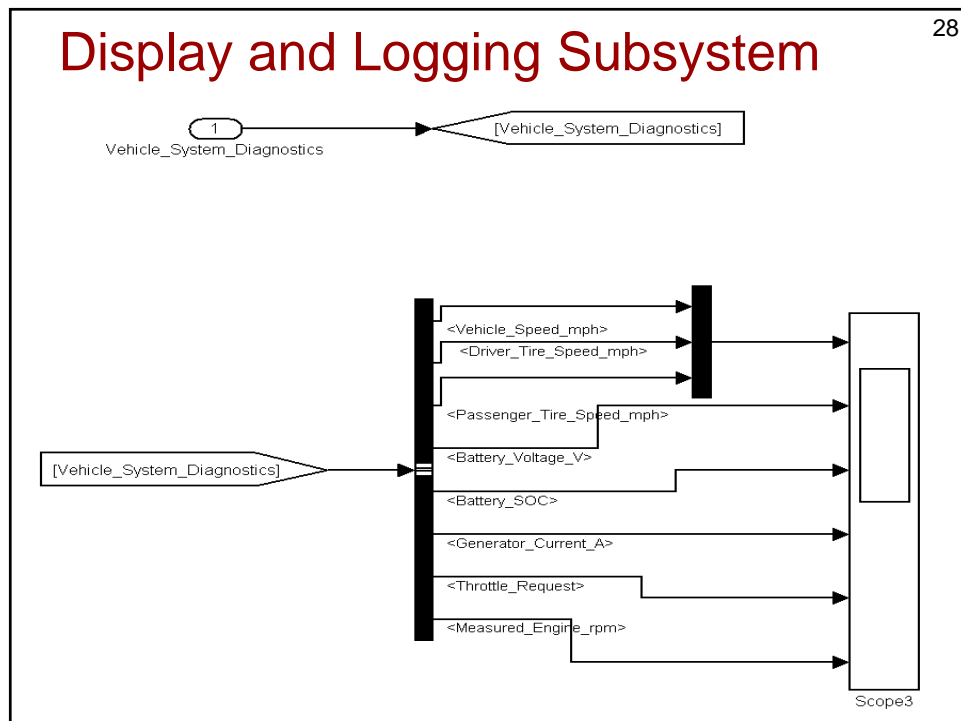 28
Display and Logging Subsystem
1
[Vehicle_System_Diagnostics]
Vehicle_System_Diagnostics
<Vehicle_Speed_mph>
<Driver_Tire_Speed_mph>
<Passenger_Tire_Speed_mph>
<Battery_Voltage_V>
[Vehicle_System_Diagnostics]
<Battery_SOC>
<Generator_Current_A>
<Throttle_Request>
<Measured_Engine_rpm>
Scope3